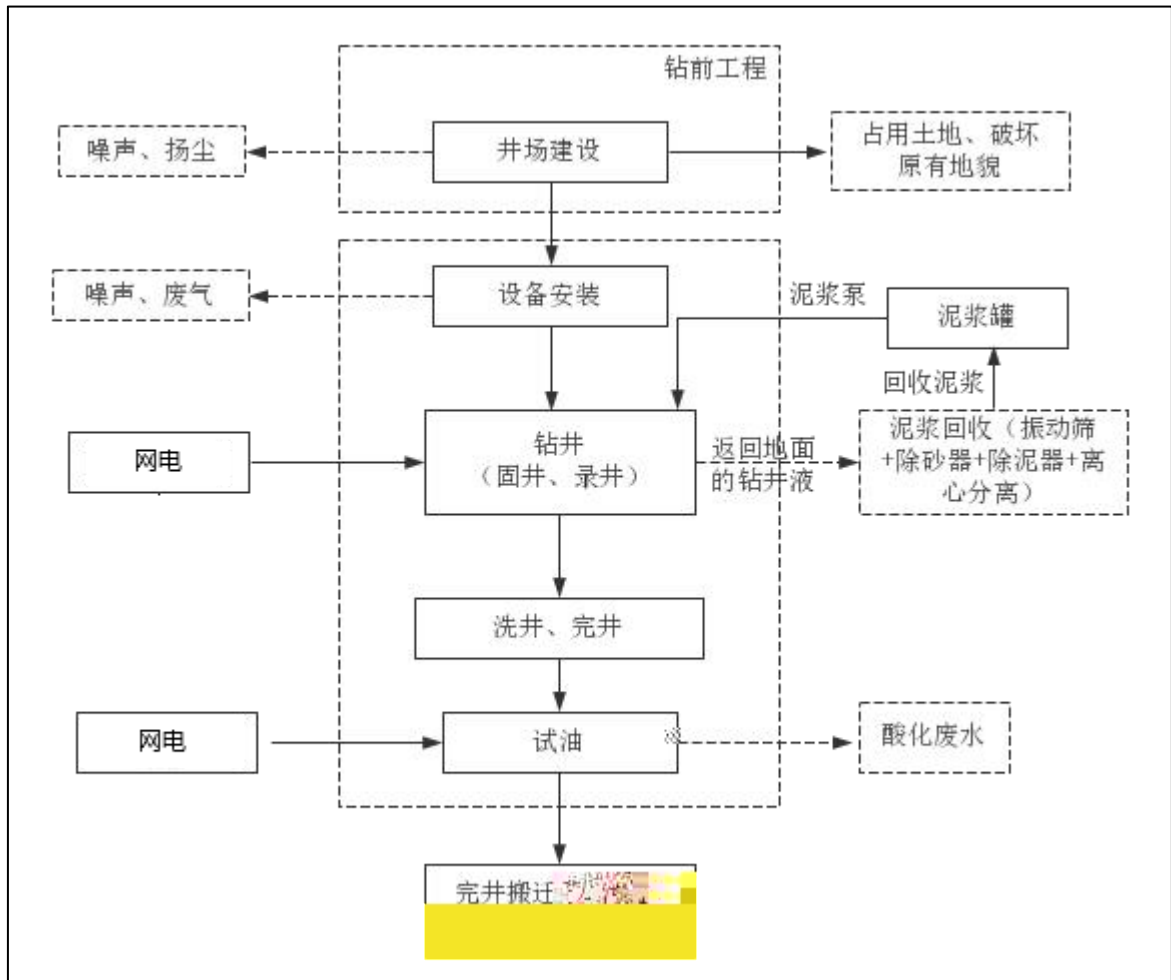 钻前工程
噪声、扬尘
井场建设
占用土地、破坏
原有地貌
噪声、废气
设备安装
泥浆泵
泥浆罐
回收泥浆
网电
钻井
（固井、录井）
返回地面
的钻井液
泥浆回收（振动筛
+除砂器+除泥器+离
心分离）
洗井、完井
网电
试油
酸化废水
完井搬迁